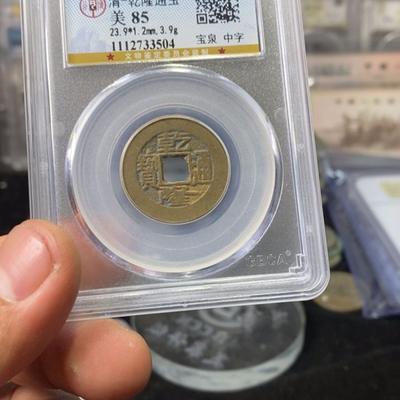 清 乾隆通宝
美 85
23.9*1.2mm, 3.9g
1112733504
宝泉 中字
乾隆通寳
GBCA